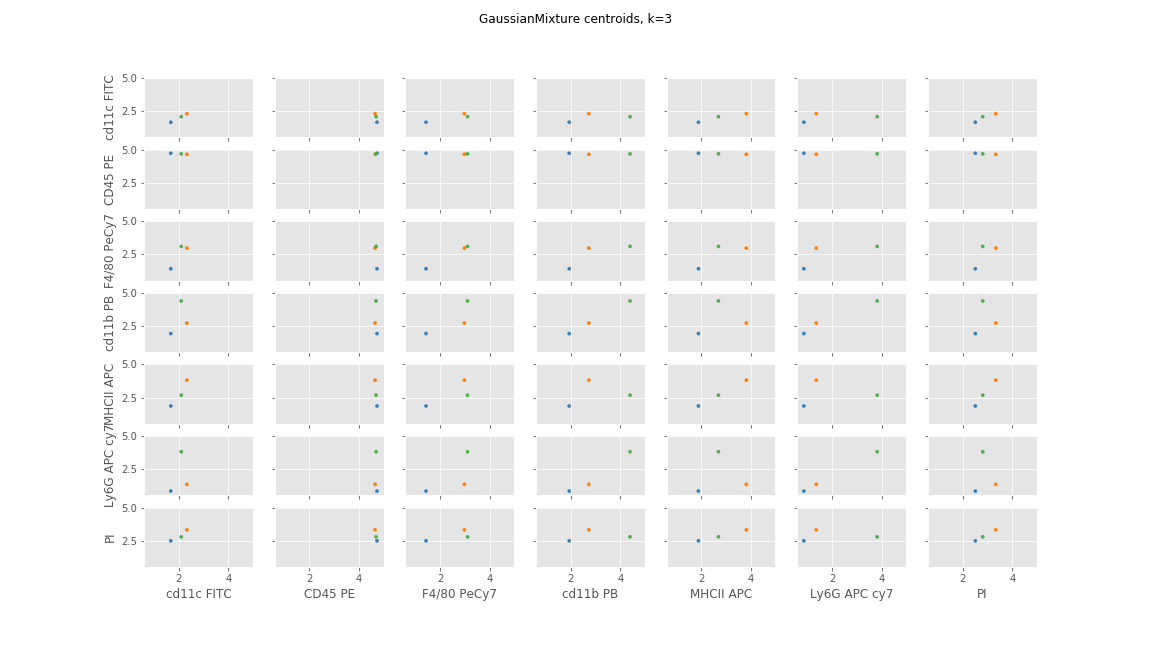 GaussianMixture centroids, k=3
5.0
2.5
cd11c FITC
5.0
2.5
CD45 PE
5.0
2.5
F4/80 PeCy7
5.0
2.5
cd11b PB
5.0
2.5
MHCII APC
5.0
2.5
Ly6G APC cy7
5.0
2.5
PI
2 4
2 4
2 4
2 4
2 4
2 4
2 4
cd11c FITC
CD45 PE
F4/80 PeCy7
cd11b PB
MHCII APC
Ly6G APC cy7
PI